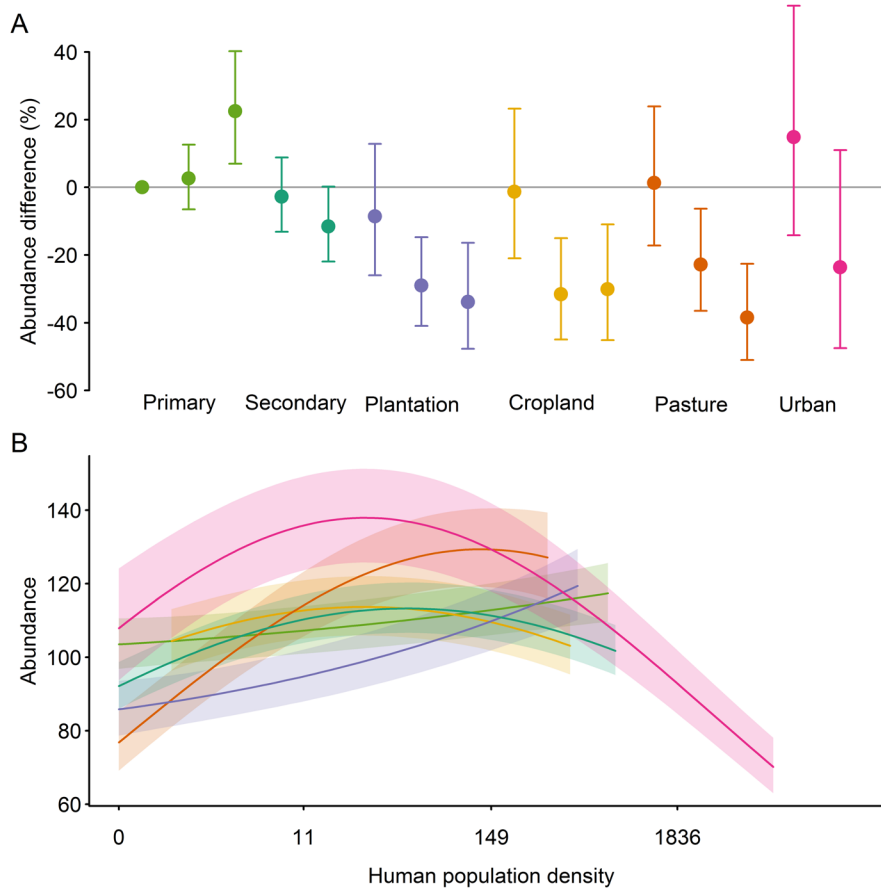 A
Abundance difference (%)
40
20
0
-20
-40
-60
Primary Secondary Plantation Cropland Pasture Urban
B
Abundance
140
120
100
80
60
0 11 149 1836
Human population density